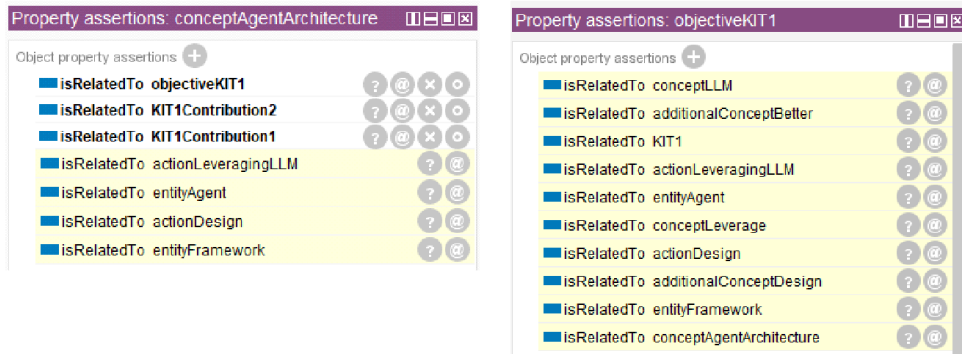 Property assertions: conceptAgentArchitecture
Object property assertions
isRelatedTo objectiveKIT1
isRelatedTo KIT1Contribution2
isRelatedTo KIT1Contribution1
isRelatedTo actionLeveragingLLM
isRelatedTo entityAgent
isRelatedTo actionDesign
isRelatedTo entityFramework
Property assertions: objectiveKIT1
Object property assertions
isRelatedTo conceptLLM
isRelatedTo additionalConceptBetter
isRelatedTo KIT1
isRelatedTo actionLeveragingLLM
isRelatedTo entityAgent
isRelatedTo conceptLeverage
isRelatedTo actionDesign
isRelatedTo additionalConceptDesign
isRelatedTo entityFramework
isRelatedTo conceptAgentArchitecture